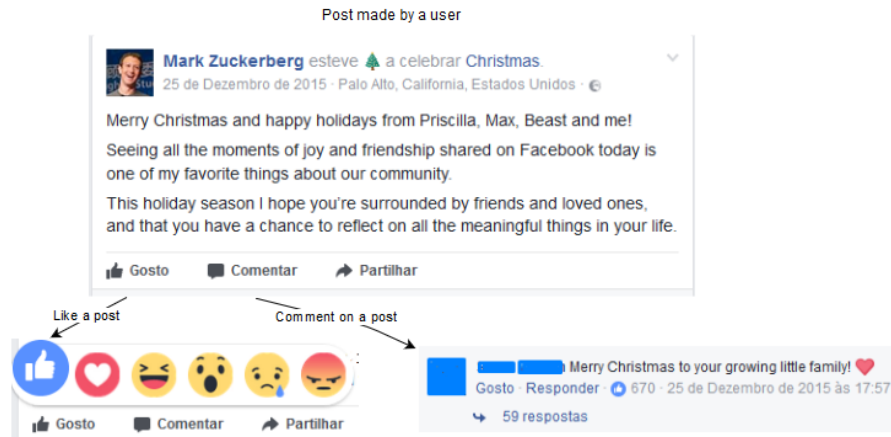 Post made by a user
Mark Zuckerberg esteve a celebrar Christmas.
25 de Dezembro de 2015 · Palo Alto, California, Estados Unidos ·
Merry Christmas and happy holidays from Priscilla, Max, Beast and me!
Seeing all the moments of joy and friendship shared on Facebook today is
one of my favorite things about our community.
This holiday season I hope you're surrounded by friends and loved ones,
and that you have a chance to reflect on all the meaningful things in your life.
Gosto Comentar Partilhar
Like a post
Comment on a post
Merry Christmas to your growing little family!
Gosto · Responder · 670 · 25 de Dezembro de 2015 às 17:57
59 respostas
Gosto Comentar Partilhar